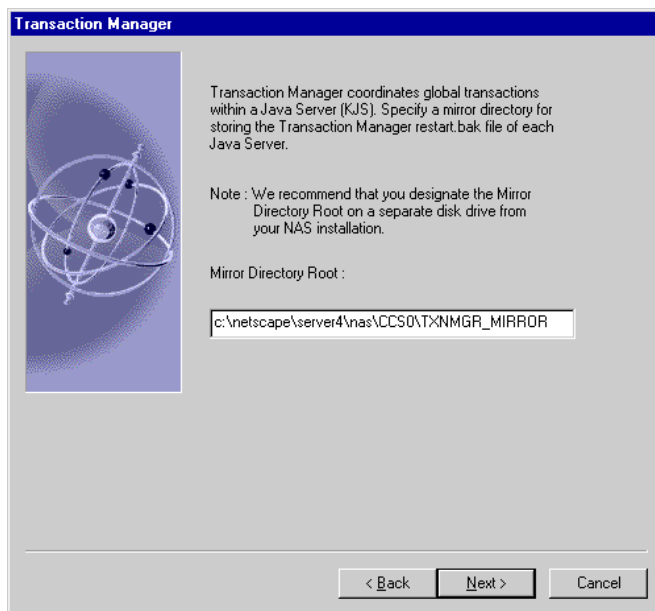 Transaction Manager
Transaction Manager coordinates global transactions
within a Java Server (KJS). Specify a mirror directory for
storing the Transaction Manager restart.bak file of each
Java Server.
Note : We recommend that you designate the Mirror
Directory Root on a separate disk drive from
your NAS installation.
Mirror Directory Root :
c:\netscape\server4\nas\CCS0\TXNMGR_MIRROR
< Back
Next >
Cancel